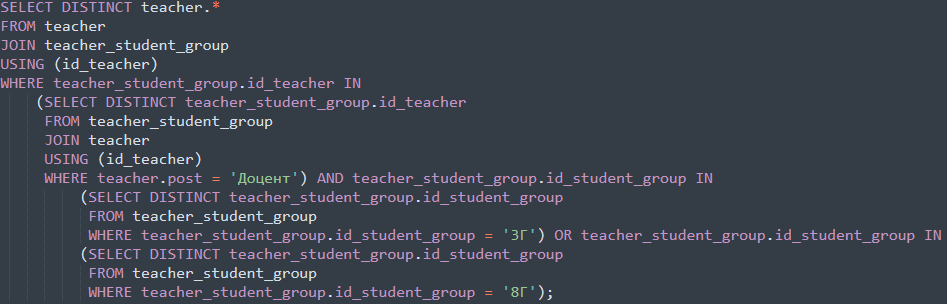 SELECT DISTINCT teacher.*
FROM teacher
JOIN teacher_student_group
USING (id_teacher)
WHERE teacher_student_group.id_teacher IN
(SELECT DISTINCT teacher_student_group.id_teacher
FROM teacher_student_group
JOIN teacher
USING (id_teacher)
WHERE teacher.post = 'Доцент') AND teacher_student_group.id_student_group IN
(SELECT DISTINCT teacher_student_group.id_student_group
FROM teacher_student_group
WHERE teacher_student_group.id_student_group = '3Г') OR teacher_student_group.id_student_group IN
(SELECT DISTINCT teacher_student_group.id_student_group
FROM teacher_student_group
WHERE teacher_student_group.id_student_group = '8Г');